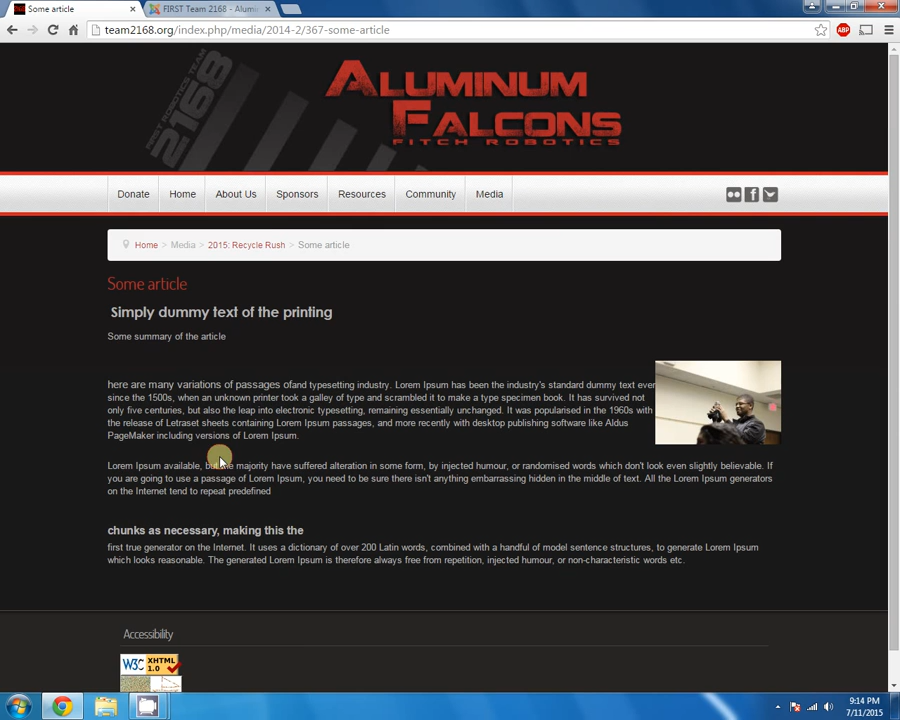 Some article
FIRST Team 2168 - Alumi
team2168.org/index.php/media/2014-2/367-some-article
ABP
FIRST ROBOTICS TEAM
2168
ALUMINUM
FALCONS
FITCH ROBOTICS
Donate Home About Us Sponsors Resources Community Media
Home > Media > 2015: Recycle Rush > Some article
Some article
Simply dummy text of the printing
Some summary of the article
here are many variations of passages ofand typesetting industry. Lorem Ipsum has been the industry's standard dummy text ever
since the 1500s, when an unknown printer took a galley of type and scrambled it to make a type specimen book. It has survived not
only five centuries, but also the leap into electronic typesetting, remaining essentially unchanged. It was popularised in the 1960s with
the release of Letraset sheets containing Lorem Ipsum passages, and more recently with desktop publishing software like Aldus
PageMaker including versions of Lorem Ipsum.
Lorem Ipsum available, but the majority have suffered alteration in some form, by injected humour, or randomised words which don't look even slightly believable. If
you are going to use a passage of Lorem Ipsum, you need to be sure there isn't anything embarrassing hidden in the middle of text. All the Lorem Ipsum generators
on the Internet tend to repeat predefined
chunks as necessary, making this the
first true generator on the Internet. It uses a dictionary of over 200 Latin words, combined with a handful of model sentence structures, to generate Lorem Ipsum
which looks reasonable. The generated Lorem Ipsum is therefore always free from repetition, injected humour, or non-characteristic words etc.
Accessibility
W3C XHTML
1.0
9:14 PM
7/11/2015